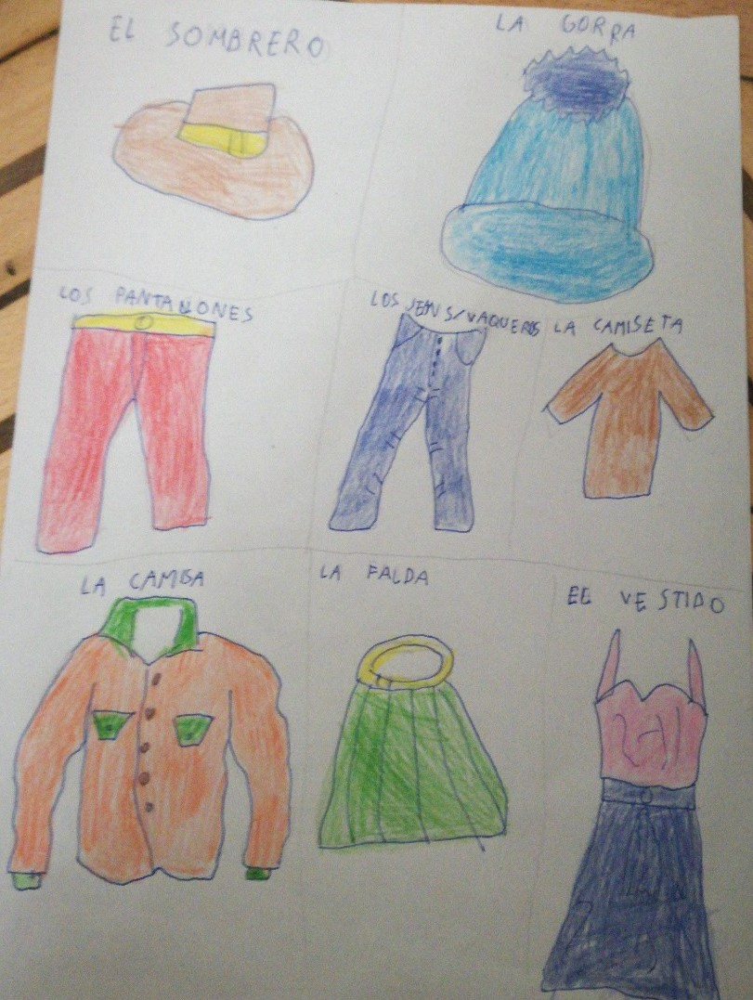 EL SOMBRERO
LA GORRA
LOS PANTALONES
LOS JEANS/VAQUEROS
LA CAMISETA
LA CAMISA
LA FALDA
EL VESTIDO